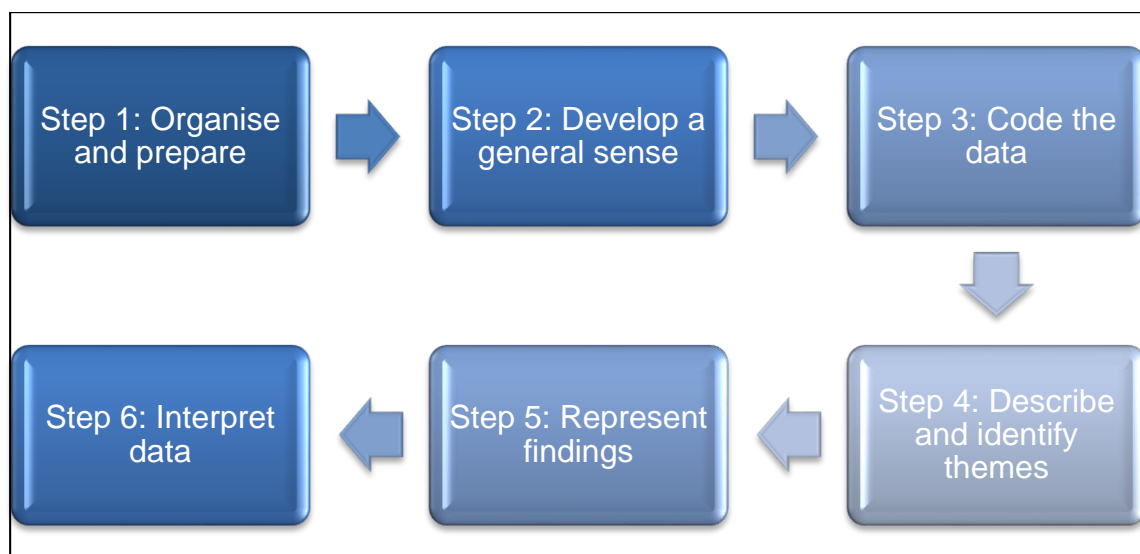 Step 1: Organise
and prepare
Step 2: Develop a
general sense
Step 3: Code the
data
Step 4: Describe
and identify
themes
Step 5: Represent
findings
Step 6: Interpret
data